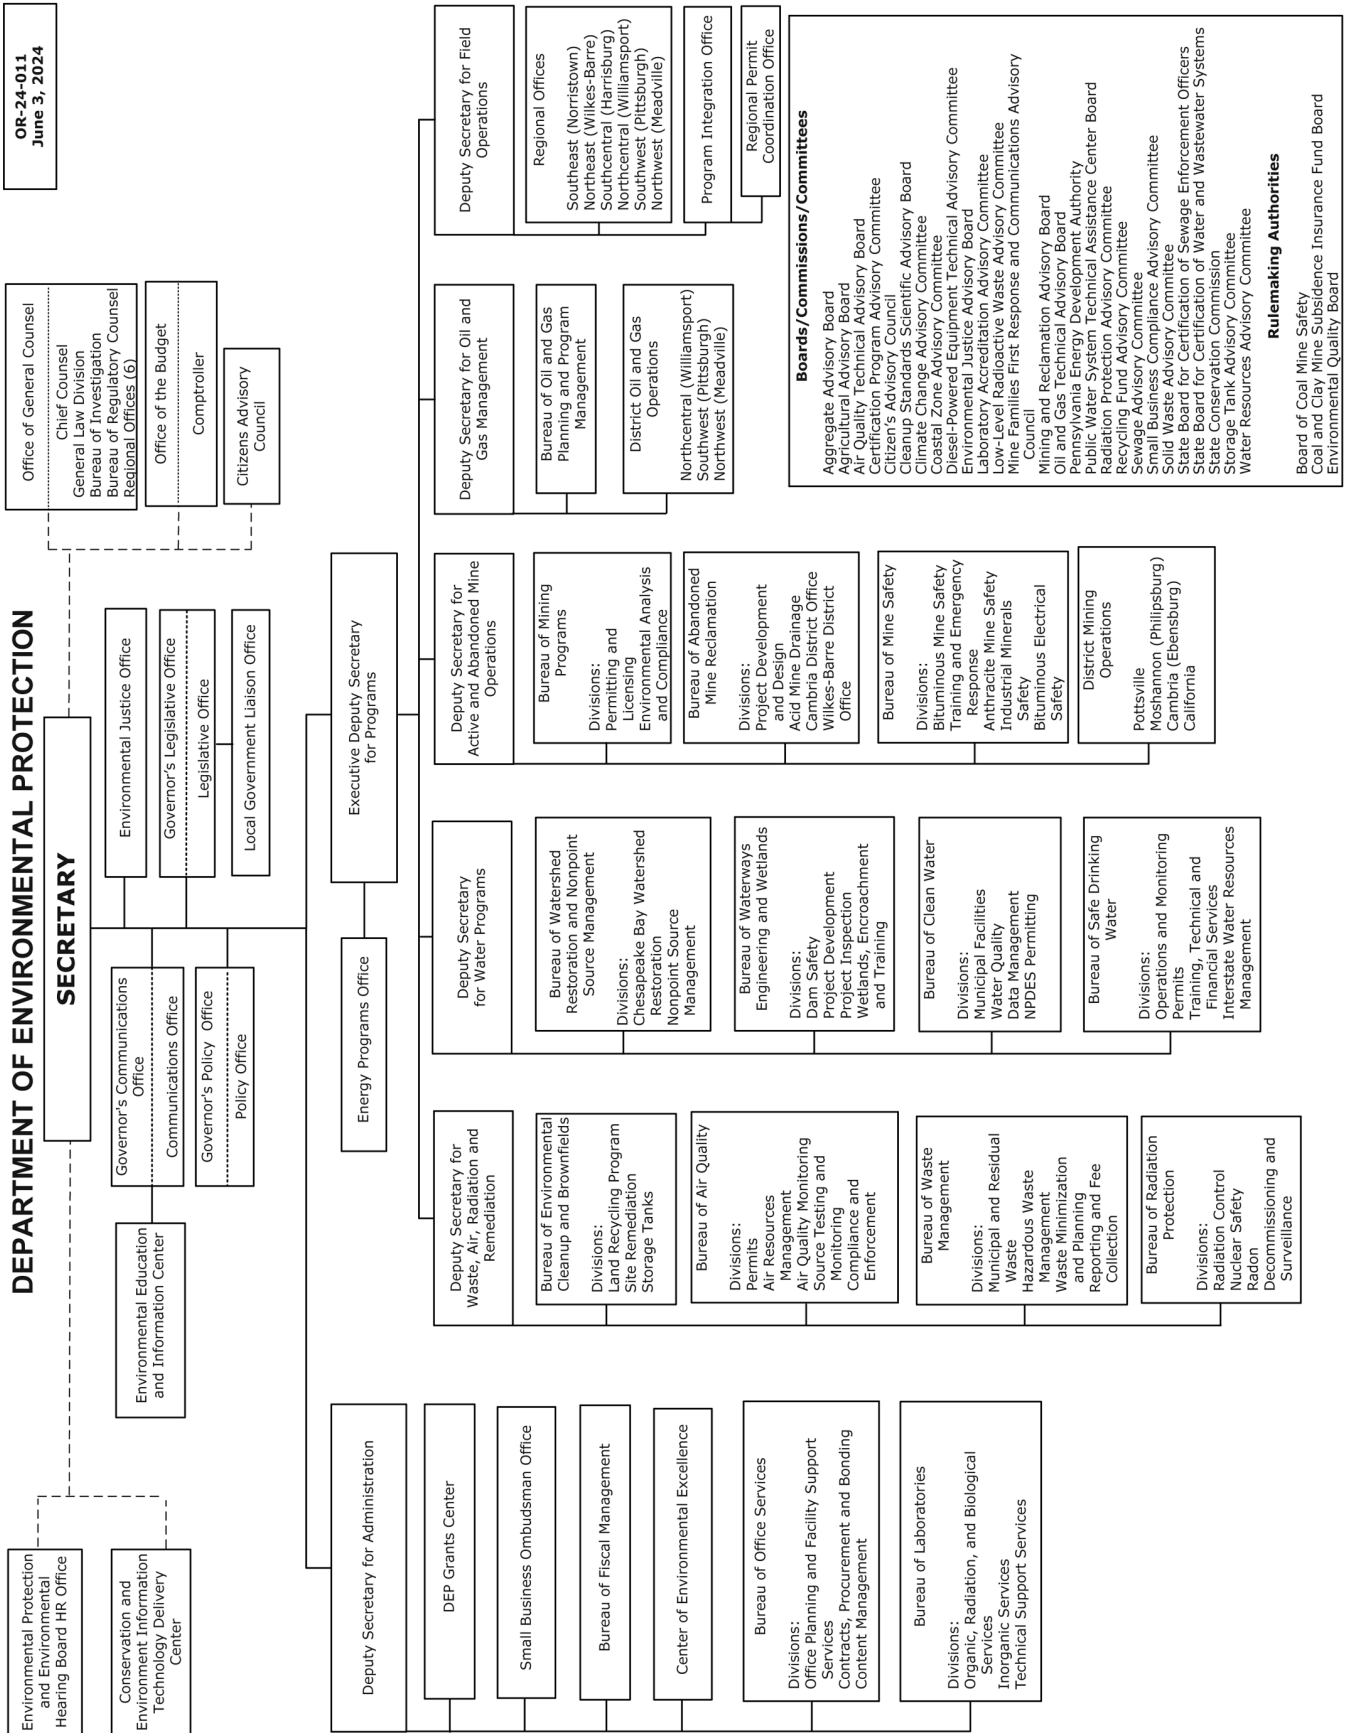 OR-24-011
June 3, 2024
DEPARTMENT OF ENVIRONMENTAL PROTECTION
SECRETARY
Environmental Protection
and Environmental
Hearing Board HR Office
Conservation and
Environment Information
Technology Delivery
Center
Office of General Counsel
Chief Counsel
General Law Division
Bureau of Investigation
Bureau of Regulatory Counsel
Regional Offices (6)
Office of the Budget
Comptroller
Citizens Advisory
Council
Governor's Communications
Office
Communications Office
Environmental Education
and Information Center
Governor's Policy Office
Policy Office
Environmental Justice Office
Governor's Legislative Office
Legislative Office
Local Government Liaison Office
Deputy Secretary for Administration
DEP Grants Center
Small Business Ombudsman Office
Bureau of Fiscal Management
Center of Environmental Excellence
Bureau of Office Services
Divisions:
Office Planning and Facility Support
Services
Contracts, Procurement and Bonding
Content Management
Bureau of Laboratories
Divisions:
Organic, Radiation, and Biological
Services
Inorganic Services
Technical Support Services
Energy Programs Office
Executive Deputy Secretary
for Programs
Deputy Secretary for
Waste, Air, Radiation and
Remediation
Bureau of Environmental
Cleanup and Brownfields
Divisions:
Land Recycling Program
Site Remediation
Storage Tanks
Bureau of Air Quality
Divisions:
Permits
Air Resources
Management
Air Quality Monitoring
Source Testing and
Monitoring
Compliance and
Enforcement
Bureau of Waste
Management
Divisions:
Municipal and Residual
Waste
Hazardous Waste
Management
Waste Minimization
and Planning
Reporting and Fee
Collection
Bureau of Radiation
Protection
Divisions:
Radiation Control
Nuclear Safety
Radon
Decommissioning and
Surveillance
Deputy Secretary
for Water Programs
Bureau of Watershed
Restoration and Nonpoint
Source Management
Divisions:
Chesapeake Bay Watershed
Restoration
Nonpoint Source
Management
Bureau of Waterways
Engineering and Wetlands
Divisions:
Dam Safety
Project Development
Project Inspection
Wetlands, Encroachment
and Training
Bureau of Clean Water
Divisions:
Municipal Facilities
Water Quality
Data Management
NPDES Permitting
Bureau of Safe Drinking
Water
Divisions:
Operations and Monitoring
Permits
Training, Technical and
Financial Services
Interstate Water Resources
Management
Deputy Secretary for
Active and Abandoned Mine
Operations
Bureau of Mining
Programs
Divisions:
Permitting and
Licensing
Environmental Analysis
and Compliance
Bureau of Abandoned
Mine Reclamation
Divisions:
Project Development
and Design
Acid Mine Drainage
Cambria District Office
Wilkes-Barre District
Office
Bureau of Mine Safety
Divisions:
Bituminous Mine Safety
Training and Emergency
Response
Anthracite Mine Safety
Industrial Minerals
Safety
Bituminous Electrical
Safety
District Mining
Operations
Pottsville
Moshannon (Philipsburg)
Cambria (Ebensburg)
California
Deputy Secretary for Oil and
Gas Management
Bureau of Oil and Gas
Planning and Program
Management
District Oil and Gas
Operations
Northcentral (Williamsport)
Southwest (Pittsburgh)
Northwest (Meadville)
Deputy Secretary for Field
Operations
Regional Offices
Southeast (Norristown)
Northeast (Wilkes-Barre)
Southcentral (Harrisburg)
Northcentral (Williamsport)
Southwest (Pittsburgh)
Northwest (Meadville)
Program Integration Office
Regional Permit
Coordination Office
Boards/Commissions/Committees
Aggregate Advisory Board
Agricultural Advisory Board
Air Quality Technical Advisory Board
Certification Program Advisory Committee
Citizen's Advisory Council
Cleanup Standards Scientific Advisory Board
Climate Change Advisory Committee
Coastal Zone Advisory Committee
Diesel-Powered Equipment Technical Advisory Committee
Environmental Justice Advisory Board
Laboratory Accreditation Advisory Committee
Low-Level Radioactive Waste Advisory Committee
Mine Families First Response and Communications Advisory
Council
Mining and Reclamation Advisory Board
Oil and Gas Technical Advisory Board
Pennsylvania Energy Development Authority
Public Water System Technical Assistance Center Board
Radiation Protection Advisory Committee
Recycling Fund Advisory Committee
Sewage Advisory Committee
Small Business Compliance Advisory Committee
Solid Waste Advisory Committee
State Board for Certification of Sewage Enforcement Officers
State Board for Certification of Water and Wastewater Systems
State Conservation Commission
Storage Tank Advisory Committee
Water Resources Advisory Committee
Rulemaking Authorities
Board of Coal Mine Safety
Coal and Clay Mine Subsidence Insurance Fund Board
Environmental Quality Board